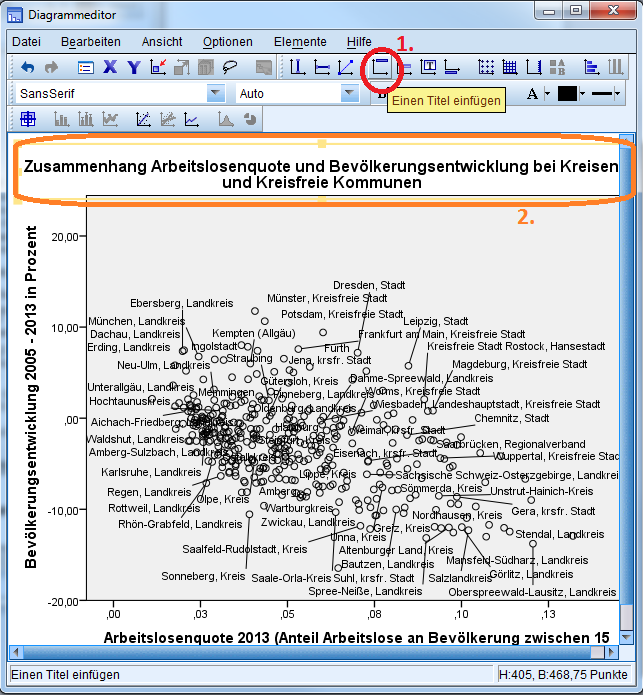 Diagrammeditor
Datei Bearbeiten Ansicht Optionen Elemente Hilfe 1.
X Y
SansSerif Auto B A
Einen Titel einfügen
Zusammenhang Arbeitslosenquote und Bevölkerungsentwicklung bei Kreisen
und Kreisfreie Kommunen
2.
Bevölkerungsentwicklung 2005 - 2013 in Prozent
20,00
Dresden, Stadt
Ebersberg, Landkreis
Münster, Kreisfreie Stadt
Potsdam, Kreisfreie Stadt
München, Landkreis
Leipzig, Stadt
10,00
Dachau, Landkreis
Kempten (Allgäu)
Frankfurt am Main, Kreisfreie Stadt
Erding, Landkreis
Ingolstadt
Fürth
Kreisfreie Stadt Rostock, Hansestadt
Straubing
Jena, krsfr. Stadt
Neu-Ulm, Landkreis
Magdeburg, Kreisfreie Stadt
Gütersloh, Kreis
Dahme-Spreewald, Landkreis
Unterallgäu, Landkreis
Memmingen
Pinneberg, Landkreis
Worms, Kreisfreie Stadt
Hochtaunuskreis
Oldenburg, Landkreis
Wiesbaden, Landeshauptstadt, Kreisfreie Stadt
,00
Aichach-Friedberg, Landkreis
Weimar, krsfr. Stadt
Chemnitz, Stadt
Waldshut, Landkreis
Saarbrücken, Regionalverband
Amberg-Sulzbach, Landkreis
Eisenach, krsfr. Stadt
Wuppertal, Kreisfreie Stadt
Karlsruhe, Landkreis
Lippe, Kreis
Sächsische Schweiz-Osterzgebirge, Landkreis
Regen, Landkreis
Amberg
Sömmerda, Kreis
Unstrut-Hainich-Kreis
Olpe, Kreis
Rottweil, Landkreis
Wartburgkreis
Gera, krsfr. Stadt
-10,00
Nordhausen, Kreis
Rhön-Grabfeld, Landkreis
Zwickau, Landkreis
Greiz, Kreis
Unna, Kreis
Stendal, Landkreis
Saalfeld-Rudolstadt, Kreis
Altenburger Land, Kreis
Mansfeld-Südharz, Landkreis
Bautzen, Landkreis
Sonneberg, Kreis
Saale-Orla-Kreis
Suhl, krsfr. Stadt
Salzlandkreis
Görlitz, Landkreis
Spree-Neiße, Landkreis
Oberspreewald-Lausitz, Landkreis
-20,00
,00 ,03 ,05 ,08 ,10 ,13
Arbeitslosenquote 2013 (Anteil Arbeitslose an Bevölkerung zwischen 15
Einen Titel einfügen
H:405, B:468,75 Punkte